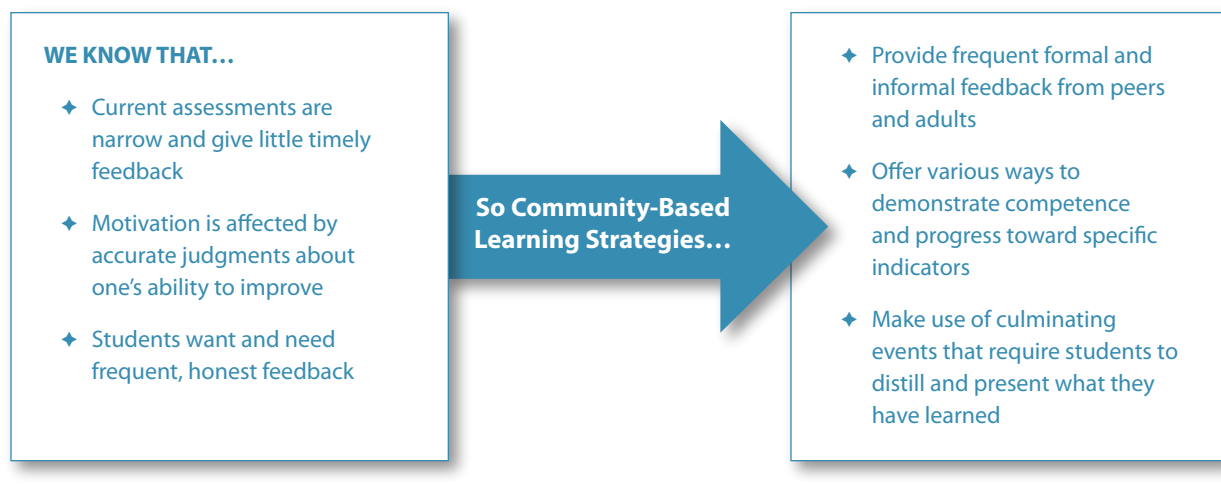 WE KNOW THAT…
✦ Current assessments are
narrow and give little timely
feedback
✦ Motivation is affected by
accurate judgments about
one’s ability to improve
✦ Students want and need
frequent, honest feedback
So Community-Based
Learning Strategies…
✦ Provide frequent formal and
informal feedback from peers
and adults
✦ Offer various ways to
demonstrate competence
and progress toward specific
indicators
✦ Make use of culminating
events that require students to
distill and present what they
have learned